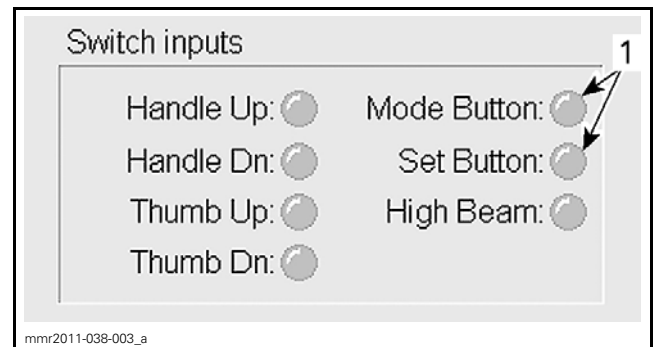 Switch inputs
1
Handle Up:
Mode Button:
Handle Dn:
Set Button:
Thumb Up:
High Beam:
Thumb Dn:
mmr2011-038-003_a